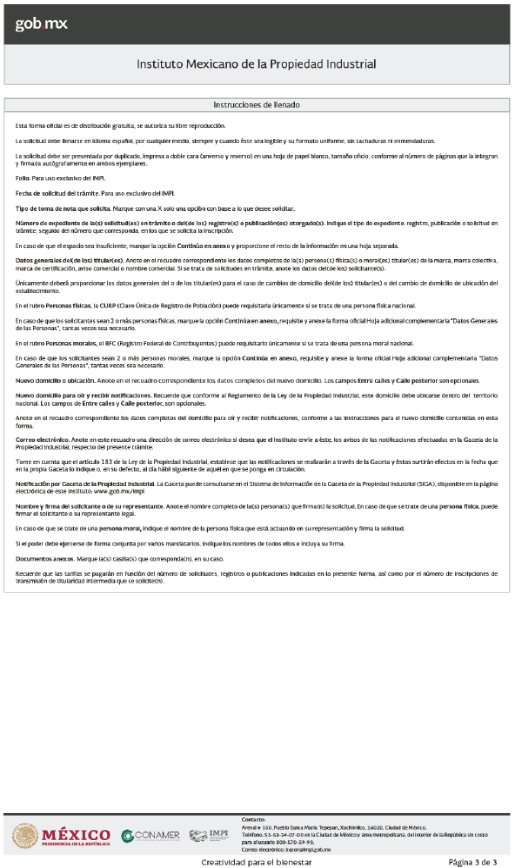 gob.mx
Instituto Mexicano de la Propiedad Industrial
Instrucciones de llenado
Esta forma oficial es de distribución gratuita, se autoriza su libre reproducción.
La solicitud debe llenarse en idioma español, por cualquier medio, siempre y cuando éste sea legible y su formato uniforme, sin tachaduras ni enmendaduras.
La solicitud debe ser presentada por duplicado, impresa a doble cara (anverso y reverso) en una hoja de papel blanco, tamaño oficio, conforme al número de páginas que la integran
y firmada autógrafamente en ambos ejemplares.
Folio. Para uso exclusivo del IMPI.
Fecha de solicitud del trámite. Para uso exclusivo del IMPI.
Tipo de toma de nota que solicita. Marque con una X solo una opción con base a lo que desee solicitar.
Número de expediente de la(s) solicitud(es) en trámite o del(de los) registro(s) o publicación(es) otorgado(s). Indique el tipo de expediente: registro, publicación o solicitud en
trámite, seguido del número que corresponda, en los que se solicita la inscripción.
En caso de que el espacio sea insuficiente, marque la opción Continúa en anexo y proporcione el resto de la información en una hoja separada.
Datos generales del(de los) titular(es). Anote en el recuadro correspondiente los datos completos de la(s) persona(s) física(s) o moral(es) titular(es) de la marca, marca colectiva,
marca de certificación, aviso comercial o nombre comercial. Si se trata de solicitudes en trámite, anote los datos del(de los) solicitante(s).
Únicamente deberá proporcionar los datos generales del o de los titular(es) para el caso de cambios de domicilio del(de los) titular(es) o del cambio de domicilio de ubicación del
establecimiento.
En el rubro Personas físicas, la CURP (Clave Única de Registro de Población) puede requisitarla únicamente si se trata de una persona física nacional.
En caso de que los solicitantes sean 2 o más personas físicas, marque la opción Continúa en anexo, requisite y anexe la forma oficial Hoja adicional complementaria "Datos Generales
de las Personas", tantas veces sea necesario.
En el rubro Personas morales, el RFC (Registro Federal de Contribuyentes) puede requisitarlo únicamente si se trata de una persona moral nacional.
En caso de que los solicitantes sean 2 o más personas morales, marque la opción Continúa en anexo, requisite y anexe la forma oficial Hoja adicional complementaria "Datos
Generales de las Personas", tantas veces sea necesario.
Nuevo domicilio o ubicación. Anote en el recuadro correspondiente los datos completos del nuevo domicilio. Los campos Entre calles y Calle posterior son opcionales.
Nuevo domicilio para oír y recibir notificaciones. Recuerde que conforme al Reglamento de la Ley de la Propiedad Industrial, este domicilio debe ubicarse dentro del territorio
nacional. Los campos de Entre calles y Calle posterior, son opcionales.
Anote en el recuadro correspondiente los datos completos del domicilio para oír y recibir notificaciones, conforme a las instrucciones para el nuevo domicilio contenidas en esta
forma.
Correo electrónico. Anote en este recuadro una dirección de correo electrónico si desea que el Instituto envíe a éste, los avisos de las notificaciones efectuadas en la Gaceta de la
Propiedad Industrial, respecto del presente trámite.
Tome en cuenta que el artículo 183 de la Ley de la Propiedad Industrial, establece que las notificaciones se realizarán a través de la Gaceta y éstas surtirán efectos en la fecha que
en la propia Gaceta lo indique o, en su defecto, al día hábil siguiente de aquél en que se ponga en circulación.
Notificación por Gaceta de la Propiedad Industrial. La Gaceta puede consultarse en el Sistema de Información de la Gaceta de la Propiedad Industrial (SIGA), disponible en la página
electrónica de este Instituto: www.gob.mx/impi
Nombre y firma del solicitante o de su representante. Anote el nombre completo de la(s) persona(s) que firma(n) la solicitud. En caso de que se trate de una persona física, puede
firmar el solicitante o su representante legal.
En caso de que se trate de una persona moral, indique el nombre de la persona física que está actuando en su representación y firma la solicitud.
Si el poder debe ejercerse de forma conjunta por varios mandatarios, indique los nombres de todos ellos e incluya su firma.
Documentos anexos. Marque la(s) casilla(s) que corresponda(n), en su caso.
Recuerde que las tarifas se pagarán en función del número de solicitudes, registros o publicaciones indicadas en la presente forma, así como por el número de inscripciones de
transmisión de titularidad intermedia que se solicite(n).
MÉXICO
PRESIDENCIA DE LA REPÚBLICA
CONAMER
IMPI
Contacto:
Arenal # 550, Pueblo Santa María Tepepan, Xochimilco, 16020, Ciudad de México.
Teléfono: 55-53-34-07-00 en la Ciudad de México y área metropolitana, del interior de la República sin costo
para el usuario 800-570-59-90.
Correo electrónico: buzon@impi.gob.mx
Creatividad para el bienestar
Página 3 de 3